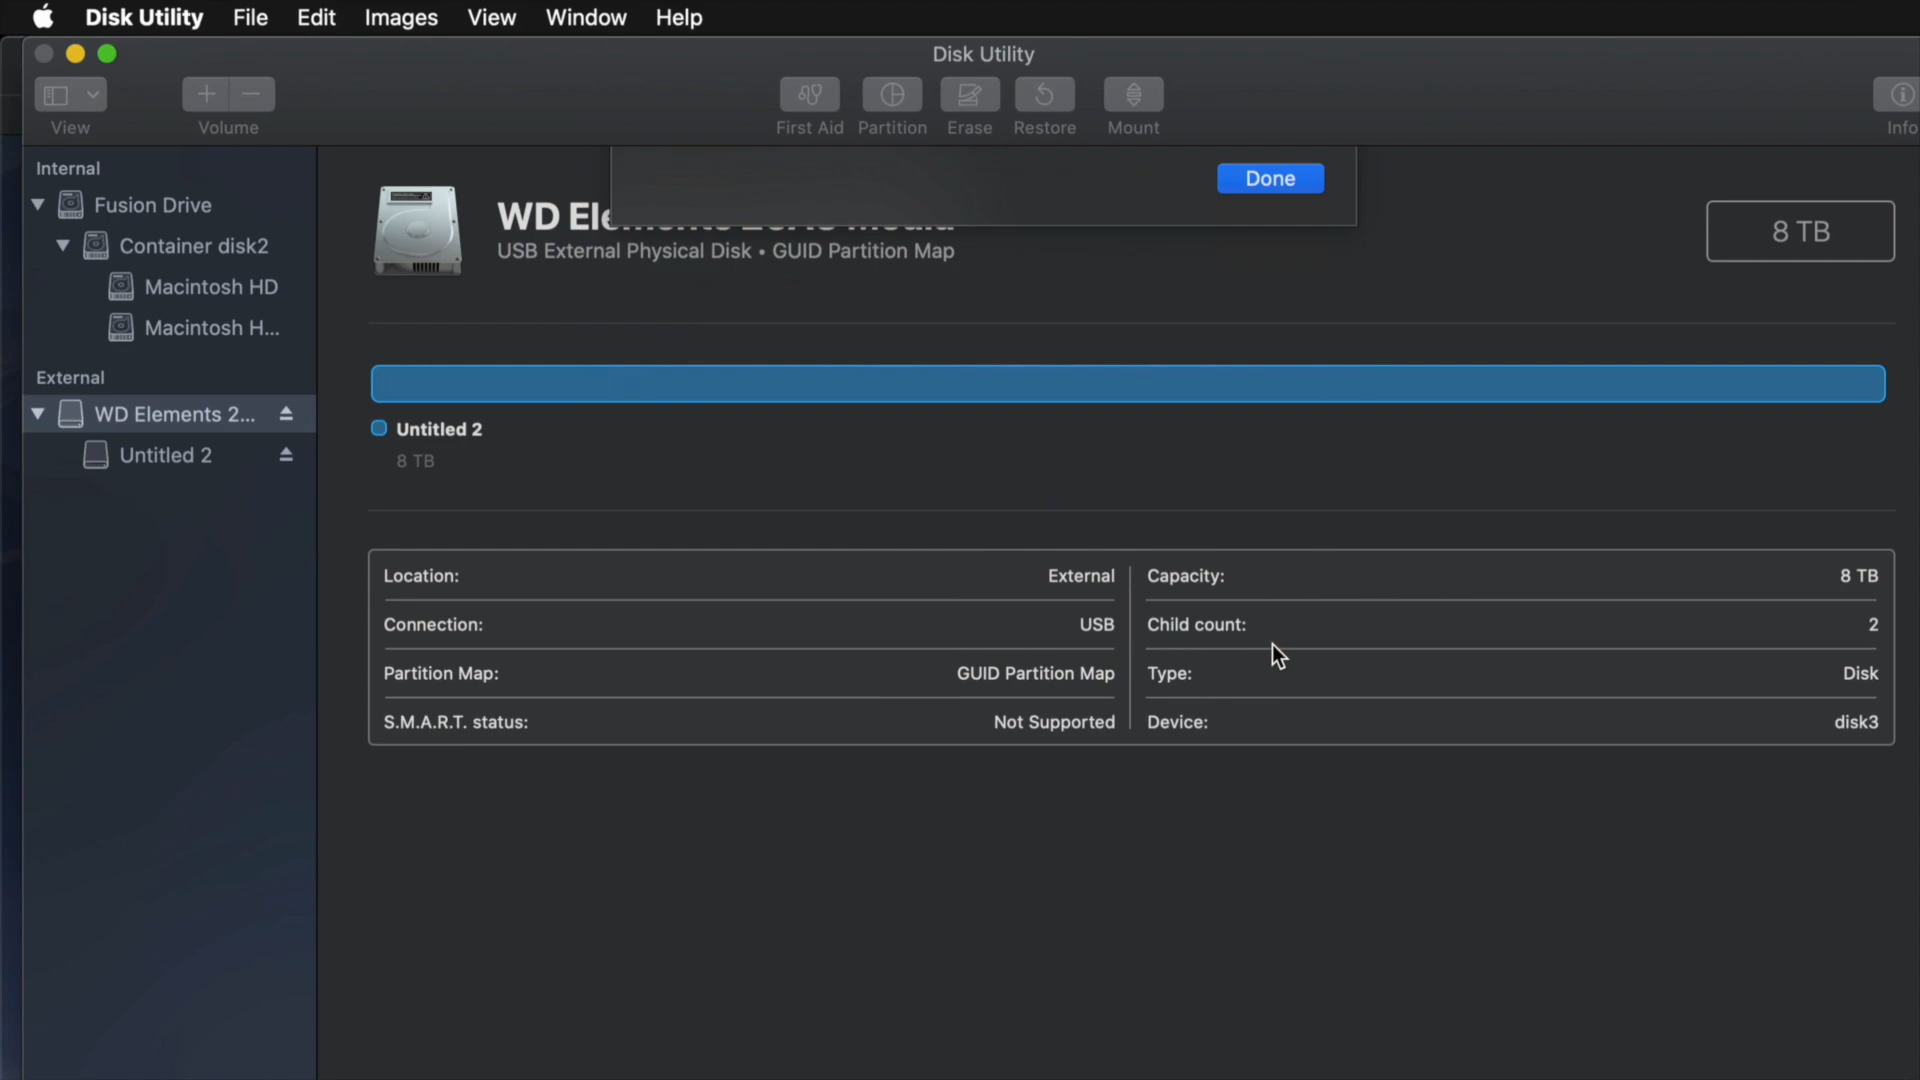 Disk Utility File Edit Images View Window Help
Disk Utility
View Volume First Aid Partition Erase Restore Mount Info
Internal
Fusion Drive
Container disk2
Macintosh HD
Macintosh H...
External
WD Elements 2...
Untitled 2
Done
WD Elements
USB External Physical Disk • GUID Partition Map
8 TB
Untitled 2
8 TB
Location: External
Connection: USB
Partition Map: GUID Partition Map
S.M.A.R.T. status: Not Supported
Capacity: 8 TB
Child count: 2
Type: Disk
Device: disk3